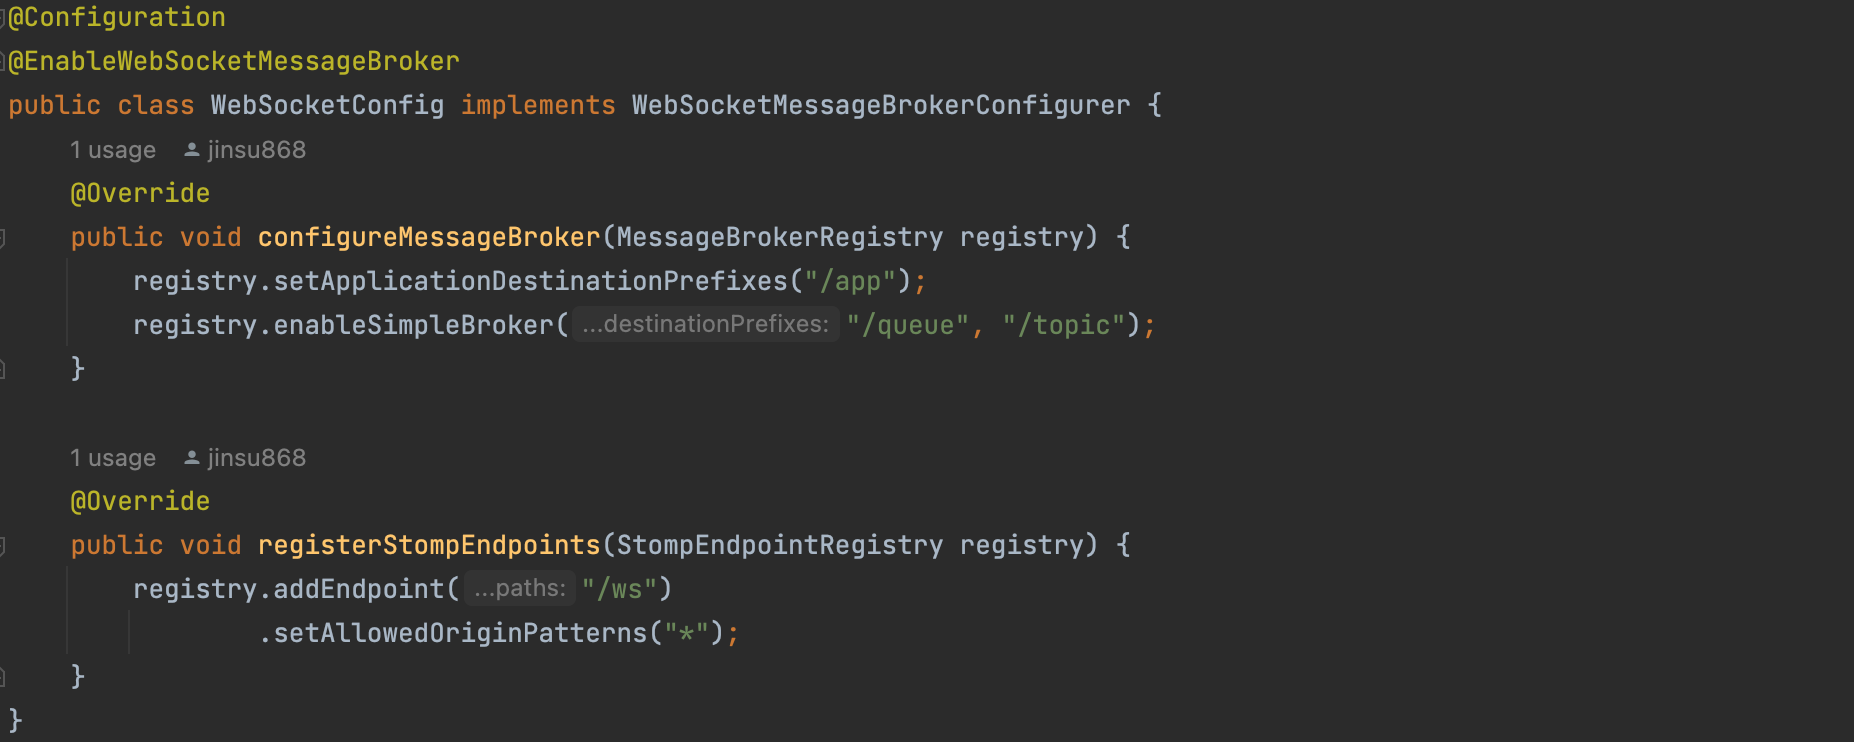 @Configuration
@EnableWebSocketMessageBroker
public class WebSocketConfig implements WebSocketMessageBrokerConfigurer {
1 usage jinsu868
@Override
public void configureMessageBroker(MessageBrokerRegistry registry) {
registry.setApplicationDestinationPrefixes("/app");
registry.enableSimpleBroker( ...destinationPrefixes: "/queue", "/topic");
}
1 usage jinsu868
@Override
public void registerStompEndpoints(StompEndpointRegistry registry) {
registry.addEndpoint( ...paths: "/ws")
.setAllowedOriginPatterns("*");
}
}